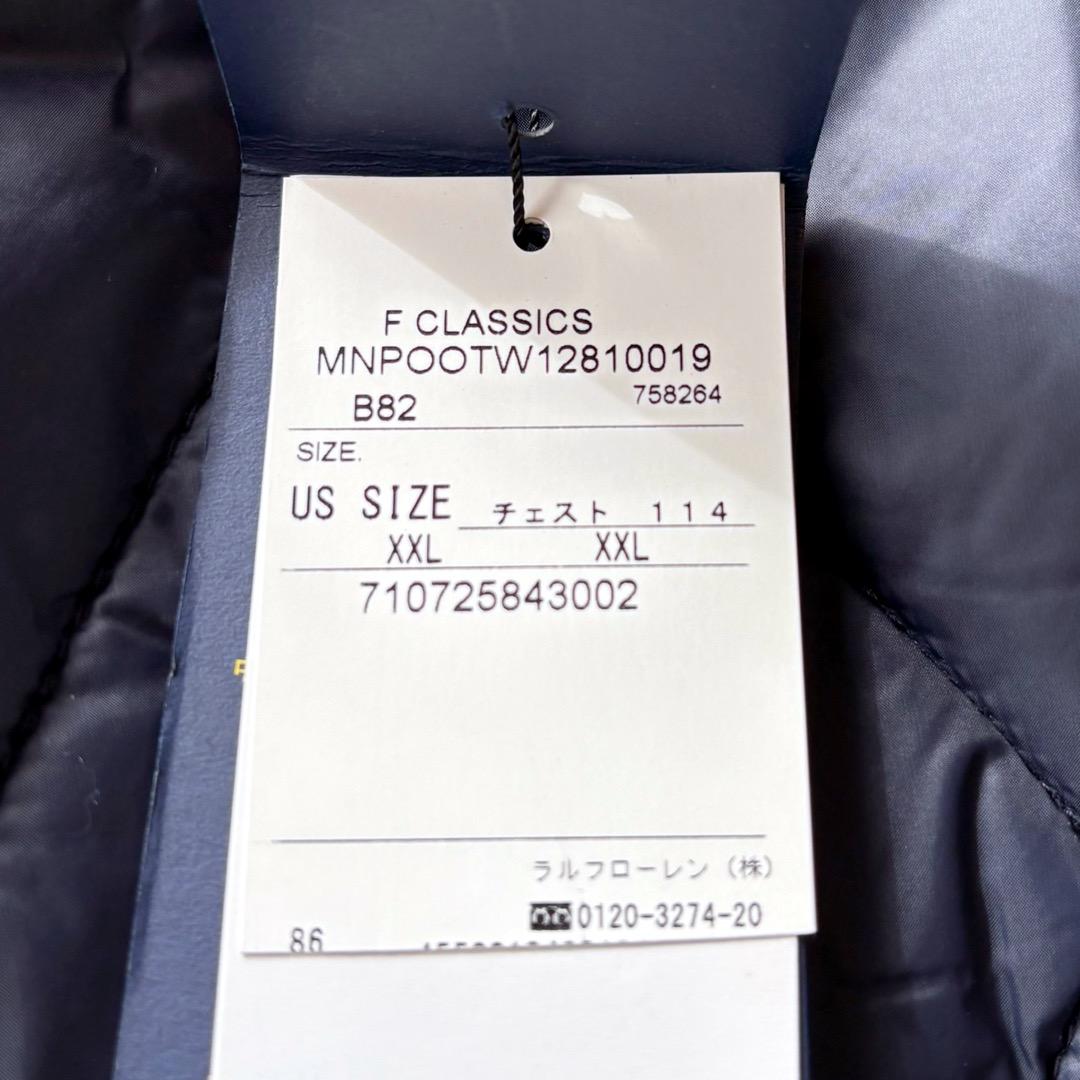 F CLASSICS
MNPOOTW12810019
758264
B82
SIZE.
US SIZE チェスト 114
XXL XXL
710725843002
ラルフローレン (株)
0120-3274-20
86